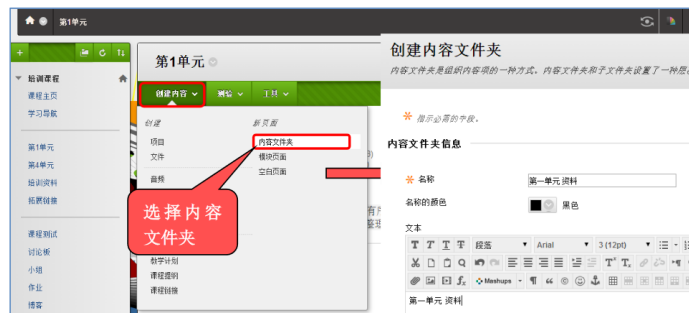 第1单元
培训课程
课程主页
学习导航
第1单元
第4单元
培训资料
拓展链接
课程测试
讨论板
小组
作业
博客
第1单元
创建内容
测验
工具
创建
新页面
项目
内容文件夹
文件
模块页面
音频
空白页面
选择内容
文件夹
教学计划
课程提纲
课程链接
创建内容文件夹
内容文件夹是组织内容项的一种方式。内容文件夹和子文件夹设置了一种层
指示必需的字段。
内容文件夹信息
名称
第一单元 资料
名称的颜色
黑色
文本
T T T T 段落 Arial 3 (12pt)
Mashups
第一单元 资料